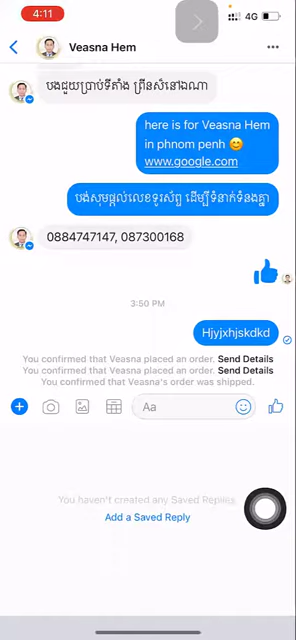 4:11
4G
Veasna Hem
បងជួយប្រាប់ទីតាំង ព្រីនស៌នៅឯណា
here is for Veasna Hem
in phnom penh 😊
www.google.com
បង់សុមផ្តល់លេខទូរស័ព្ទ ដើម្បីទំនាក់ទំនងគ្នា
0884747147, 087300168
3:50 PM
Hjyjxhjskdkd
You confirmed that Veasna placed an order. Send Details
You confirmed that Veasna placed an order. Send Details
You confirmed that Veasna's order was shipped.
Aa
You haven't created any Saved Replies
Add a Saved Reply